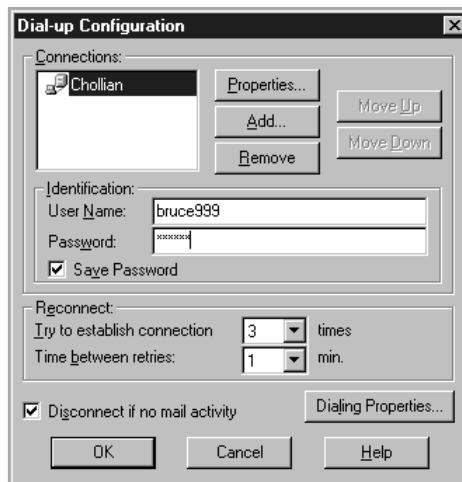 Dial-up Configuration
Connections:
Chollian
Properties...
Add...
Remove
Move Up
Move Down
Identification:
User Name: bruce999
Password: ******
Save Password
Reconnect:
Try to establish connection 3 times
Time between retries: 1 min.
Disconnect if no mail activity
Dialing Properties...
OK Cancel Help